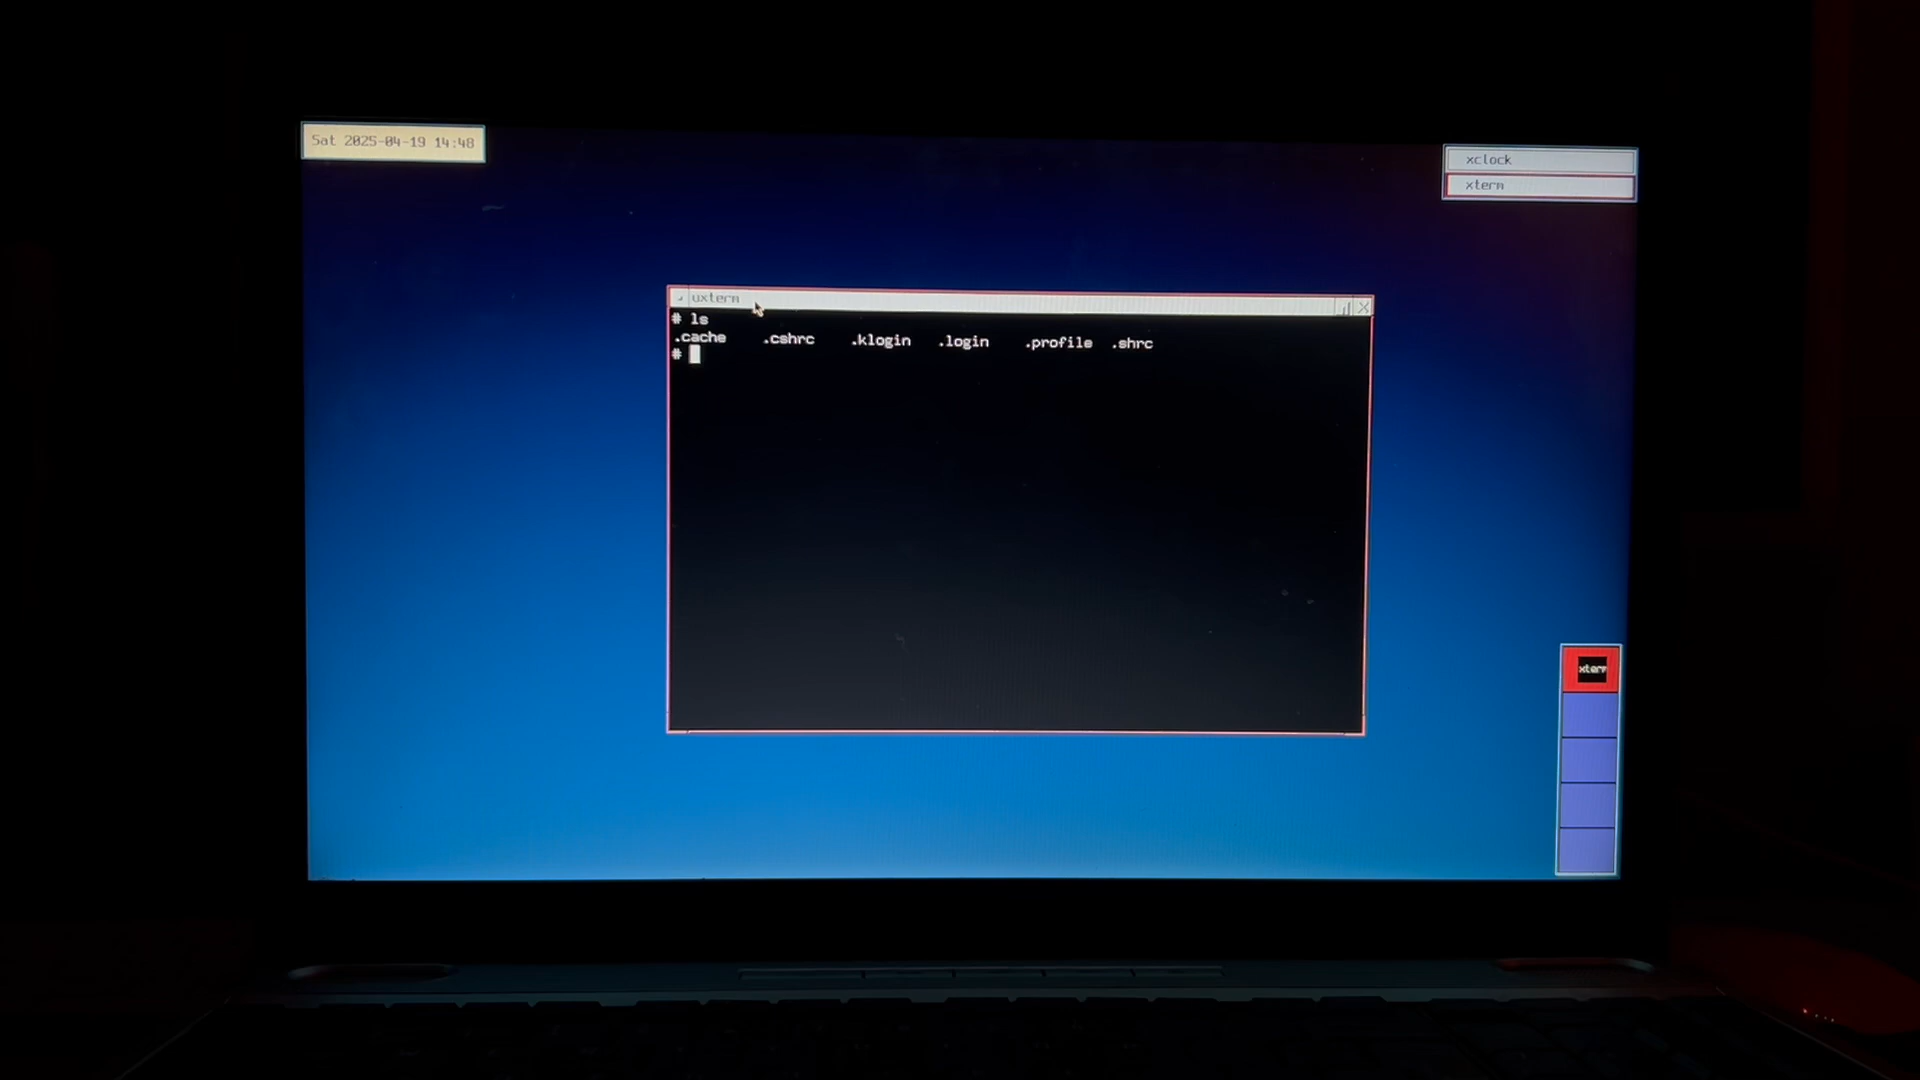 Sat 2025-04-19 14:48
xclock
xterm
uxterm
# ls
.cache .cshrc .klogin .login .profile .shrc
#
xterm